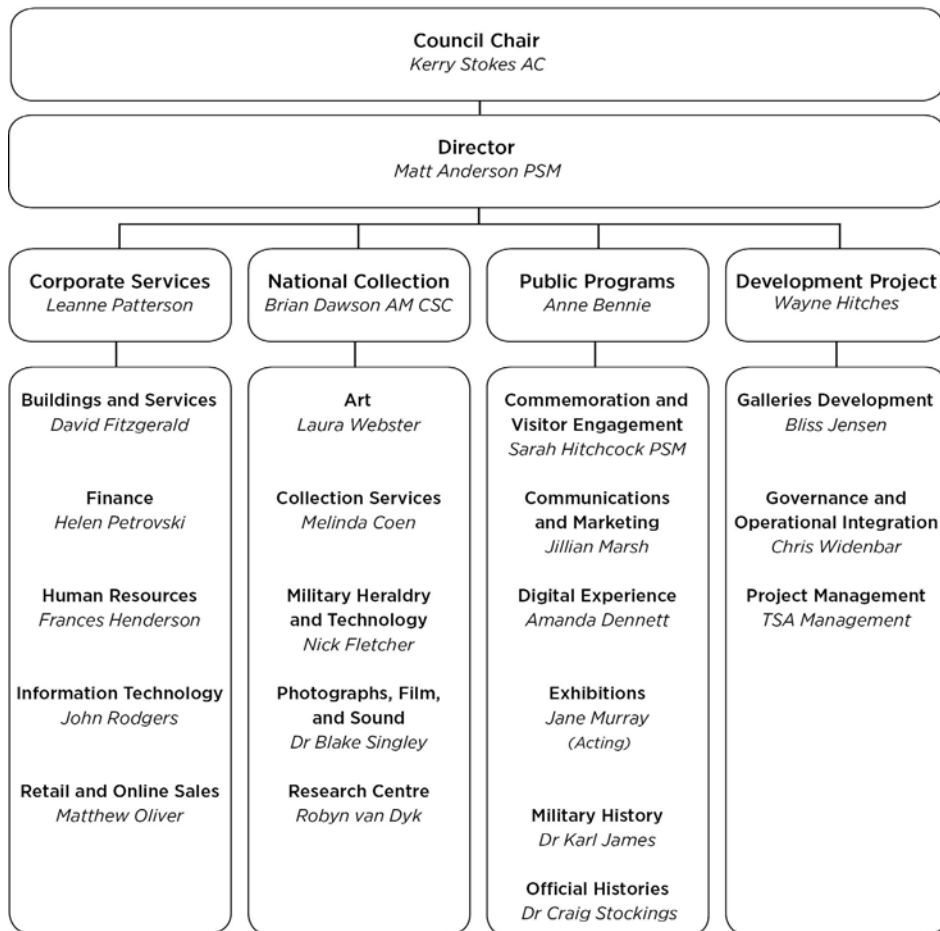 Council Chair
Kerry Stokes AC
Director
Matt Anderson PSM
Corporate Services
Leanne Patterson
National Collection
Brian Dawson AM CSC
Public Programs
Anne Bennie
Development Project
Wayne Hitches
Buildings and Services
David Fitzgerald
Finance
Helen Petrovski
Human Resources
Frances Henderson
Information Technology
John Rodgers
Retail and Online Sales
Matthew Oliver
Art
Laura Webster
Collection Services
Melinda Coen
Military Heraldry
and Technology
Nick Fletcher
Photographs, Film,
and Sound
Dr Blake Singley
Research Centre
Robyn van Dyk
Commemoration and
Visitor Engagement
Sarah Hitchcock PSM
Communications
and Marketing
Jillian Marsh
Digital Experience
Amanda Dennett
Exhibitions
Jane Murray
(Acting)
Military History
Dr Karl James
Official Histories
Dr Craig Stockings
Galleries Development
Bliss Jensen
Governance and
Operational Integration
Chris Widenbar
Project Management
TSA Management